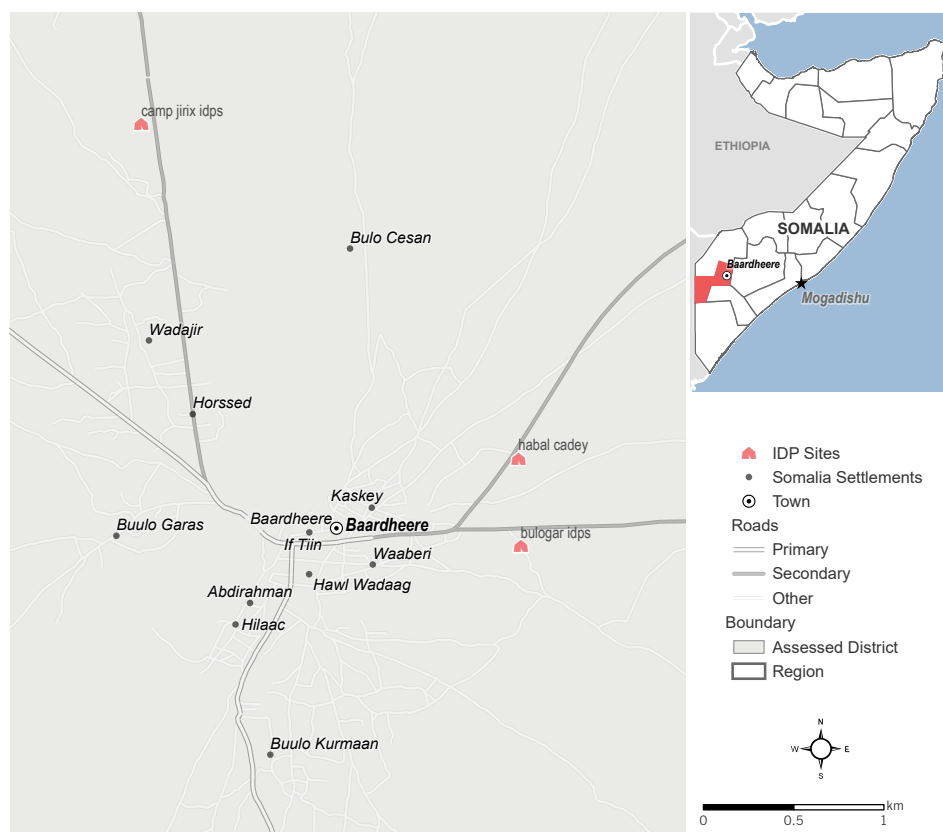 camp jirix idps
Bulo Cesan
Wadajir
Horssed
habal cadey
Kaskey
Baardheere
Baardheere
Buulo Garas
If Tiin
bulogar idps
Waaberi
Hawl Wadaag
Abdirahman
Hilaac
Buulo Kurmaan
ETHIOPIA
SOMALIA
Baardheere
Mogadishu
IDP Sites
Somalia Settlements
Town
Roads
Primary
Secondary
Other
Boundary
Assessed District
Region
N
W E
S
km
0 0.5 1